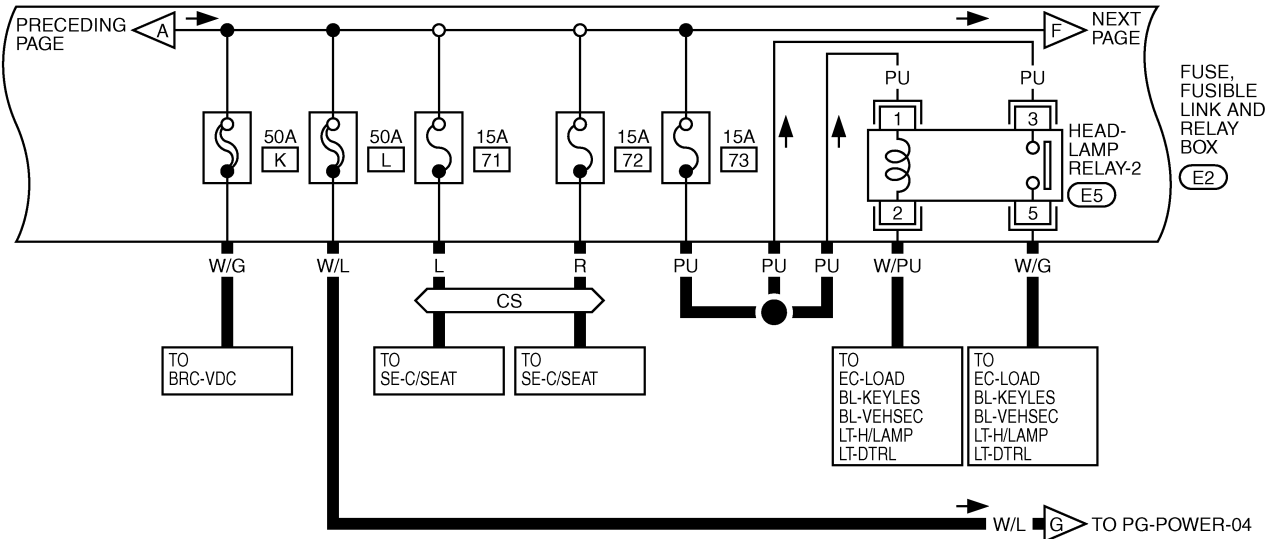 PRECEDING
PAGE
A
F
NEXT
PAGE
PU
PU
FUSE,
FUSIBLE
LINK AND
RELAY
BOX
E2
1
3
HEAD-
LAMP
RELAY-2
E5
2
5
50A
K
50A
L
15A
71
15A
72
15A
73
W/G
W/L
L
R
PU
PU
PU
W/PU
W/G
CS
TO
BRC-VDC
TO
SE-C/SEAT
TO
SE-C/SEAT
TO
EC-LOAD
BL-KEYLES
BL-VEHSEC
LT-H/LAMP
LT-DTRL
TO
EC-LOAD
BL-KEYLES
BL-VEHSEC
LT-H/LAMP
LT-DTRL
W/L
G
TO PG-POWER-04